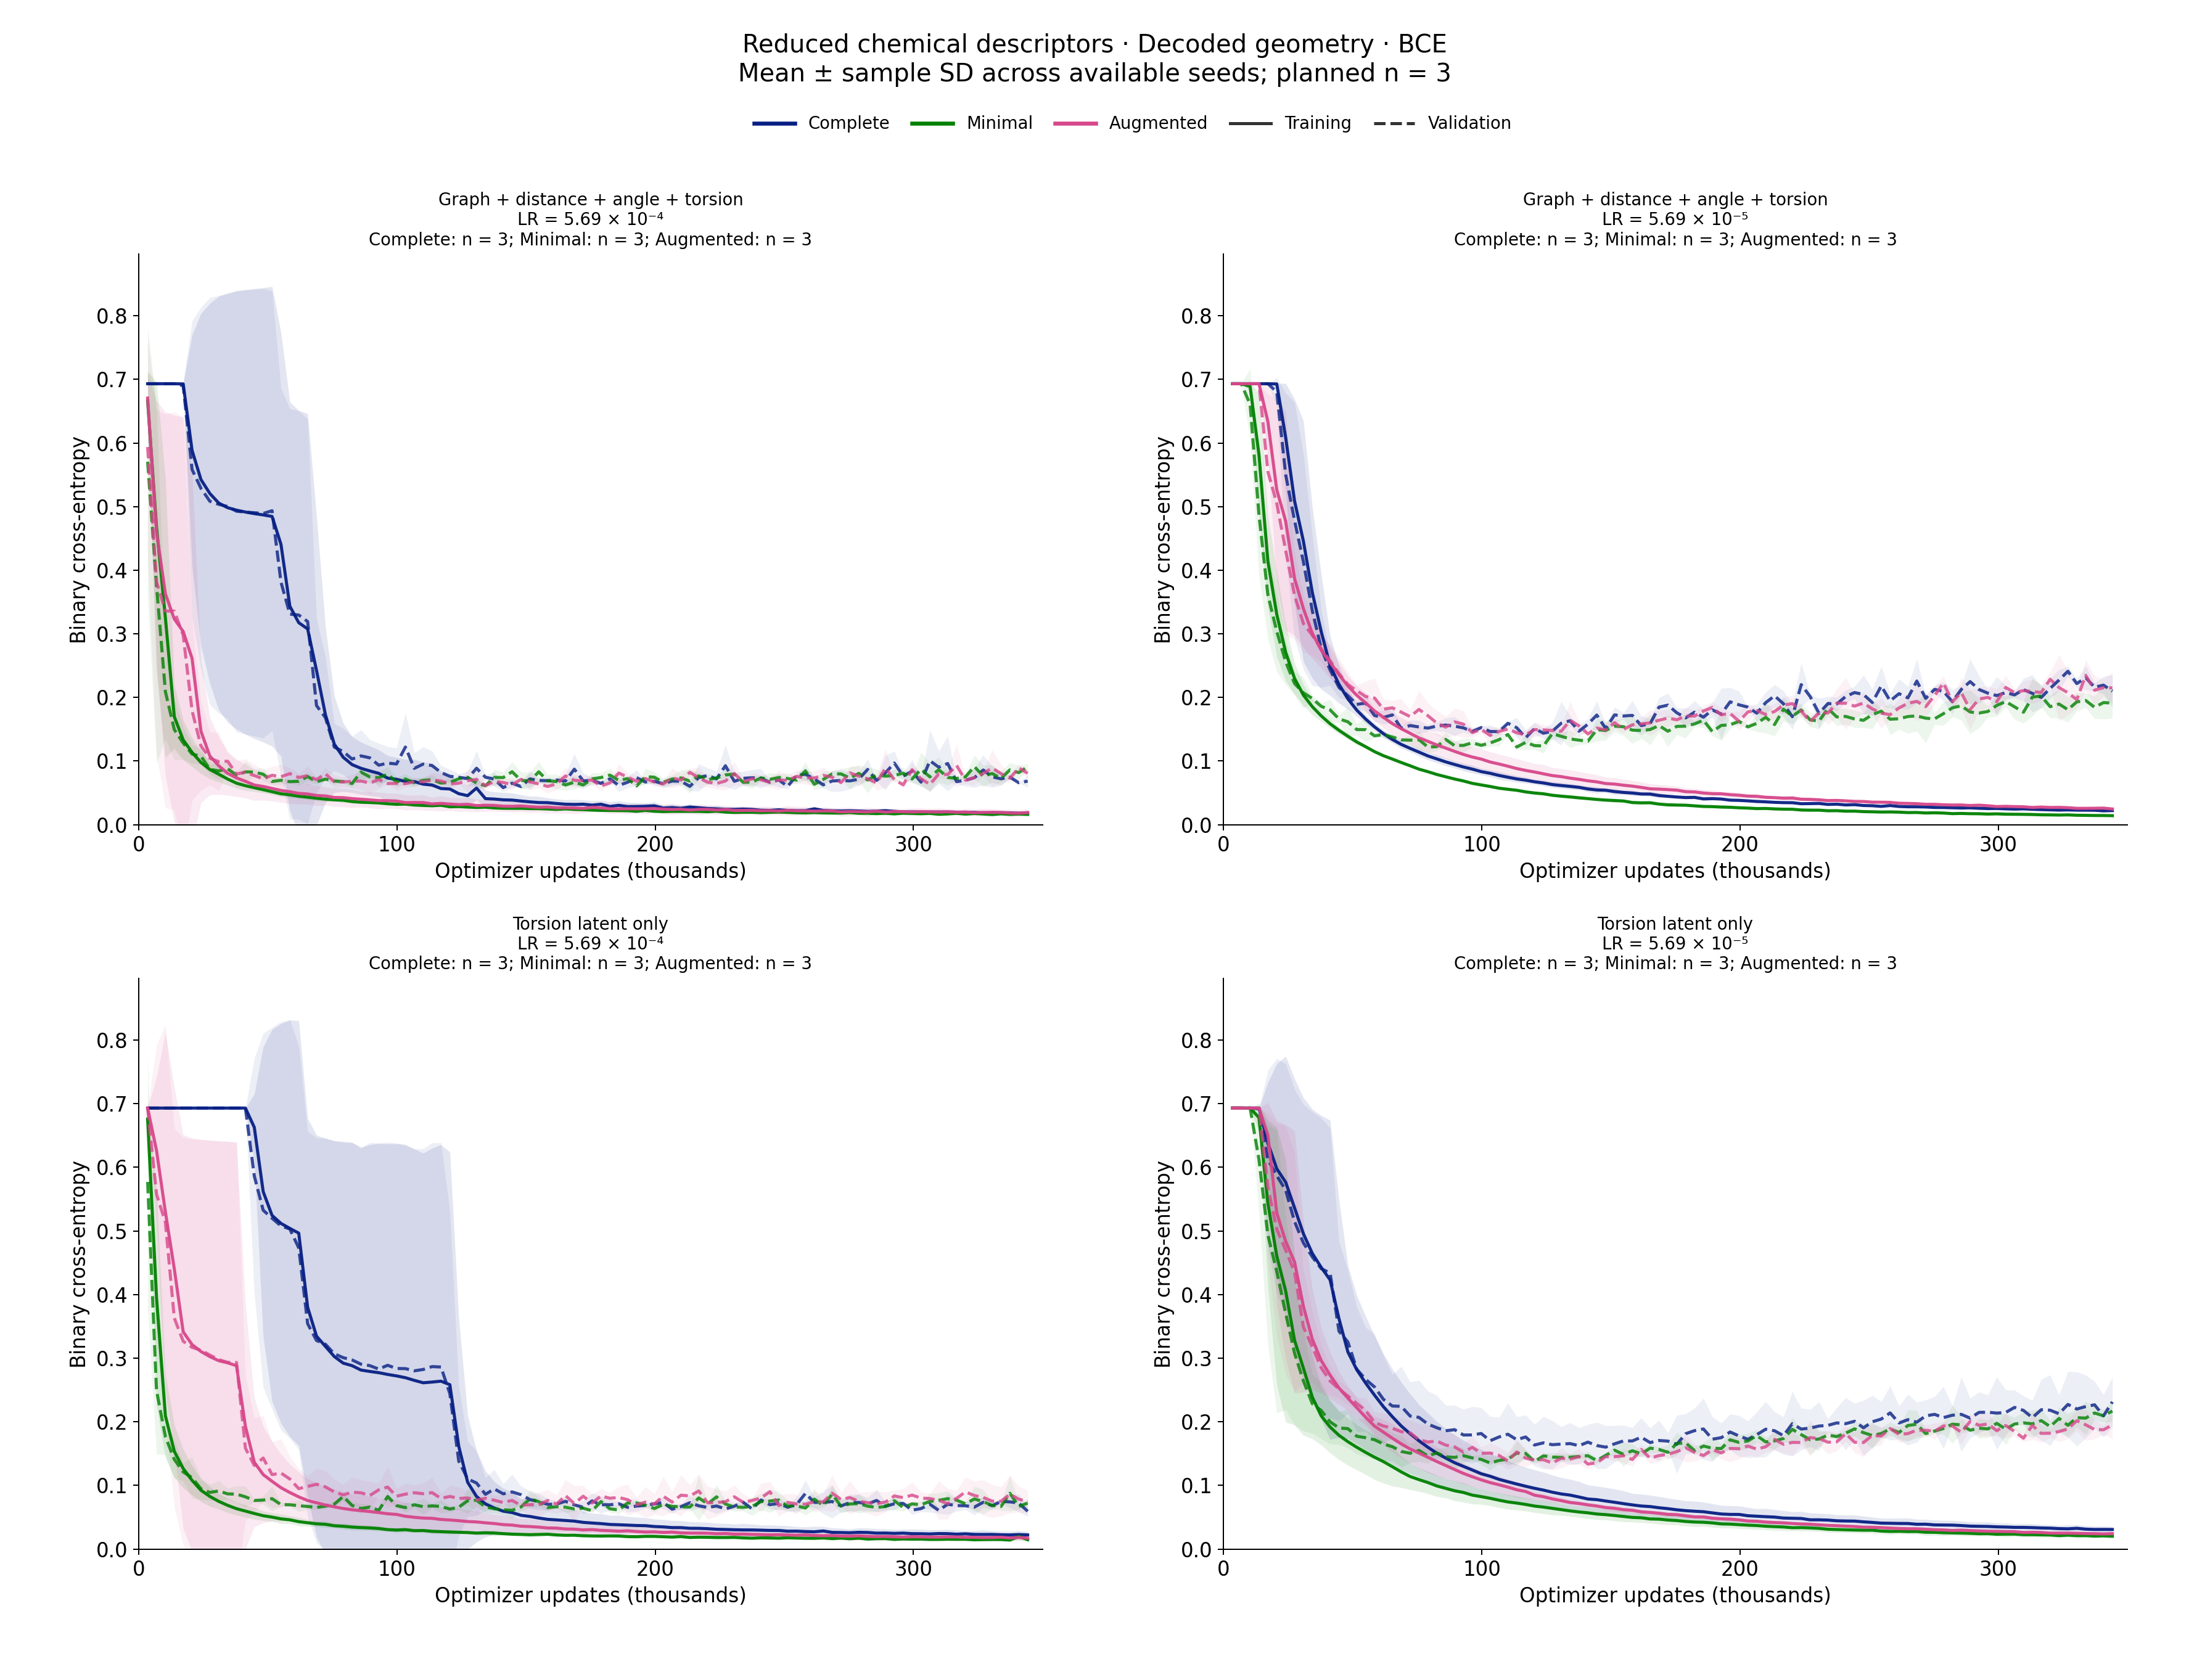 Reduced chemical descriptors · Decoded geometry · BCE
Mean ± sample SD across available seeds; planned n = 3
Complete Minimal Augmented Training Validation
Graph + distance + angle + torsion
LR = 5.69 × 10⁻⁴
Complete: n = 3; Minimal: n = 3; Augmented: n = 3
0.8
0.7
0.6
0.5
0.4
0.3
0.2
0.1
0.0
Binary cross-entropy
0 100 200 300
Optimizer updates (thousands)
Graph + distance + angle + torsion
LR = 5.69 × 10⁻⁵
Complete: n = 3; Minimal: n = 3; Augmented: n = 3
0.8
0.7
0.6
0.5
0.4
0.3
0.2
0.1
0.0
Binary cross-entropy
0 100 200 300
Optimizer updates (thousands)
Torsion latent only
LR = 5.69 × 10⁻⁴
Complete: n = 3; Minimal: n = 3; Augmented: n = 3
0.8
0.7
0.6
0.5
0.4
0.3
0.2
0.1
0.0
Binary cross-entropy
0 100 200 300
Optimizer updates (thousands)
Torsion latent only
LR = 5.69 × 10⁻⁵
Complete: n = 3; Minimal: n = 3; Augmented: n = 3
0.8
0.7
0.6
0.5
0.4
0.3
0.2
0.1
0.0
Binary cross-entropy
0 100 200 300
Optimizer updates (thousands)